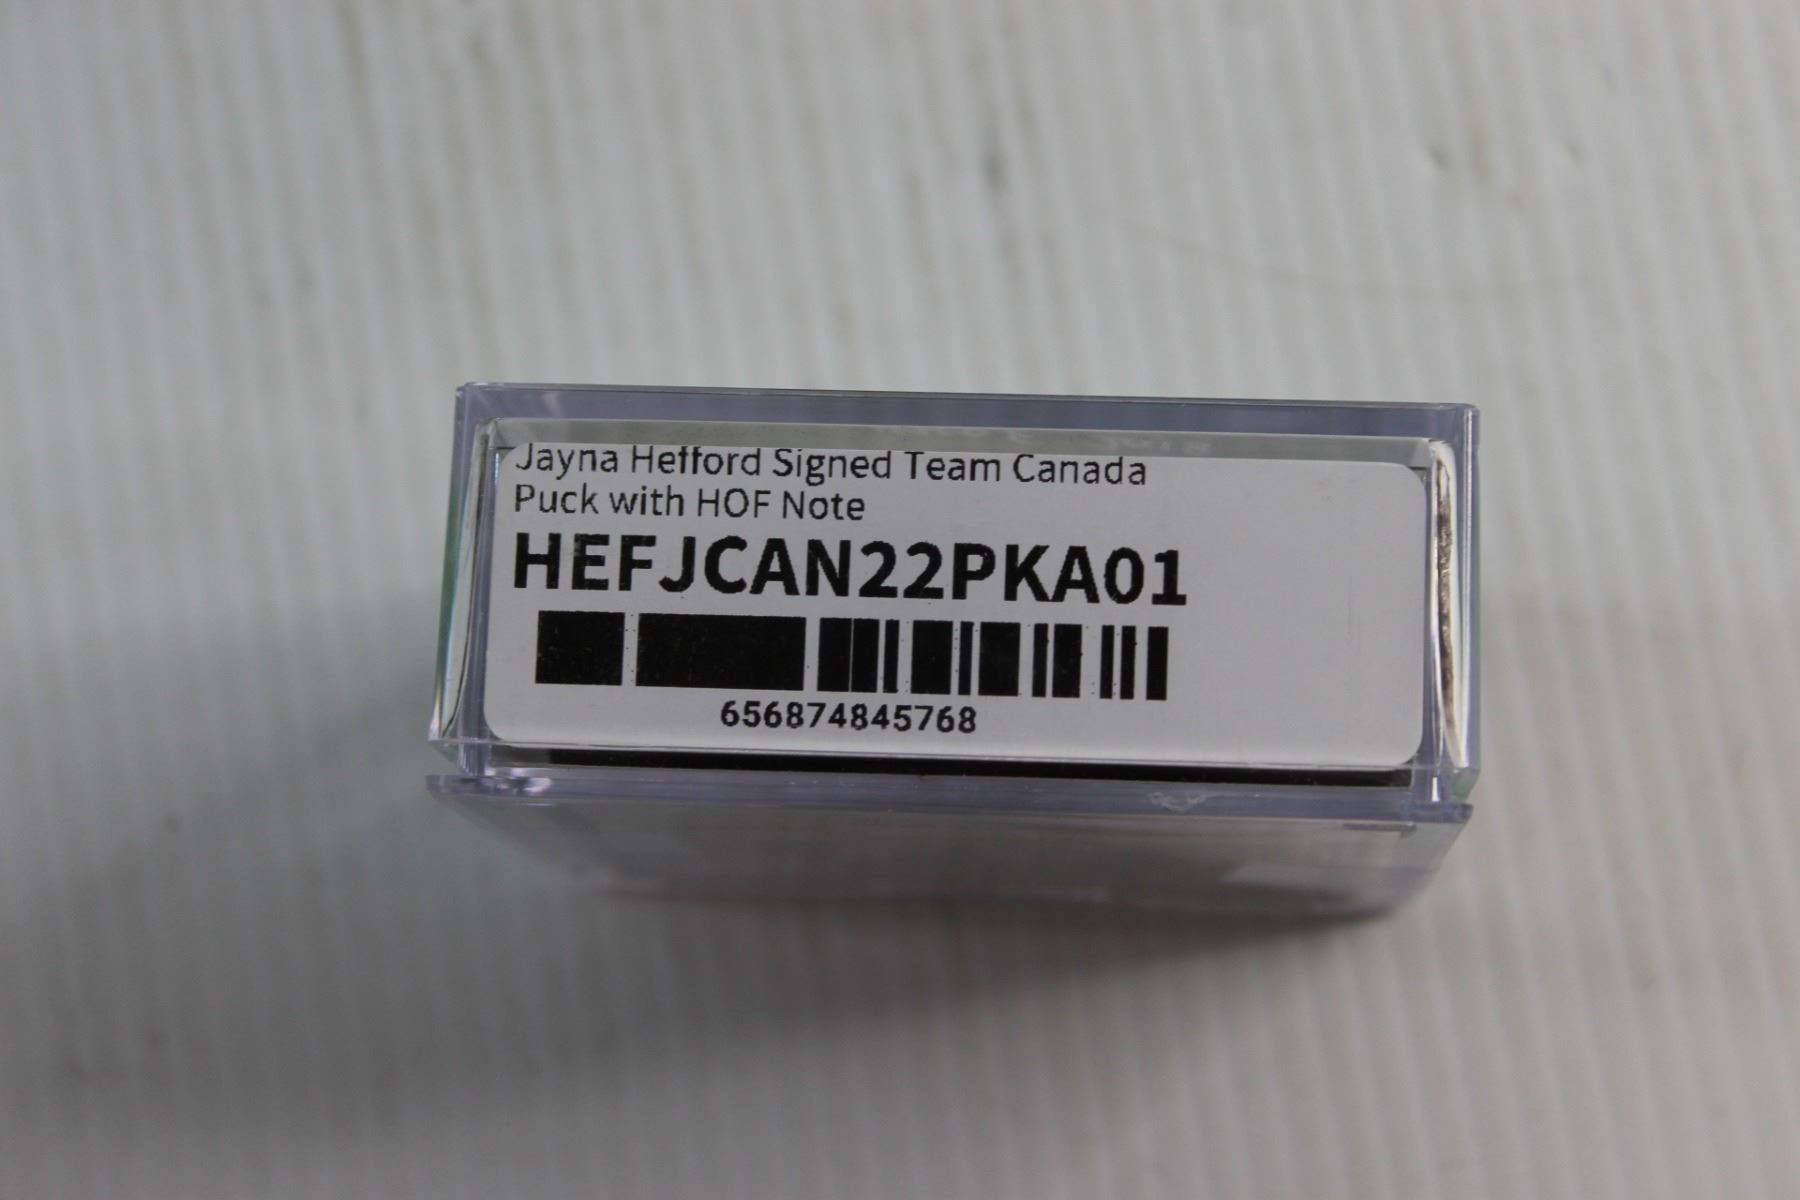 Jayna Hefford Signed Team Canada
Puck with HOF Note
HEFJCAN22PKA01
656874845768